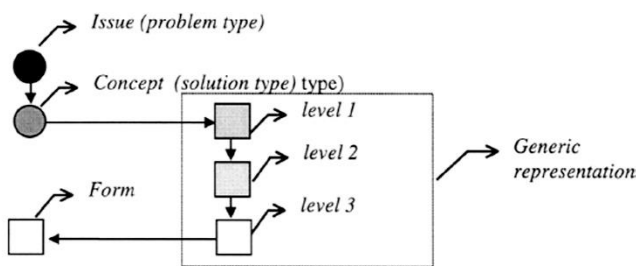 Issue (problem type)
Concept (solution type) type)
level 1
level 2
Generic
representation
Form
level 3